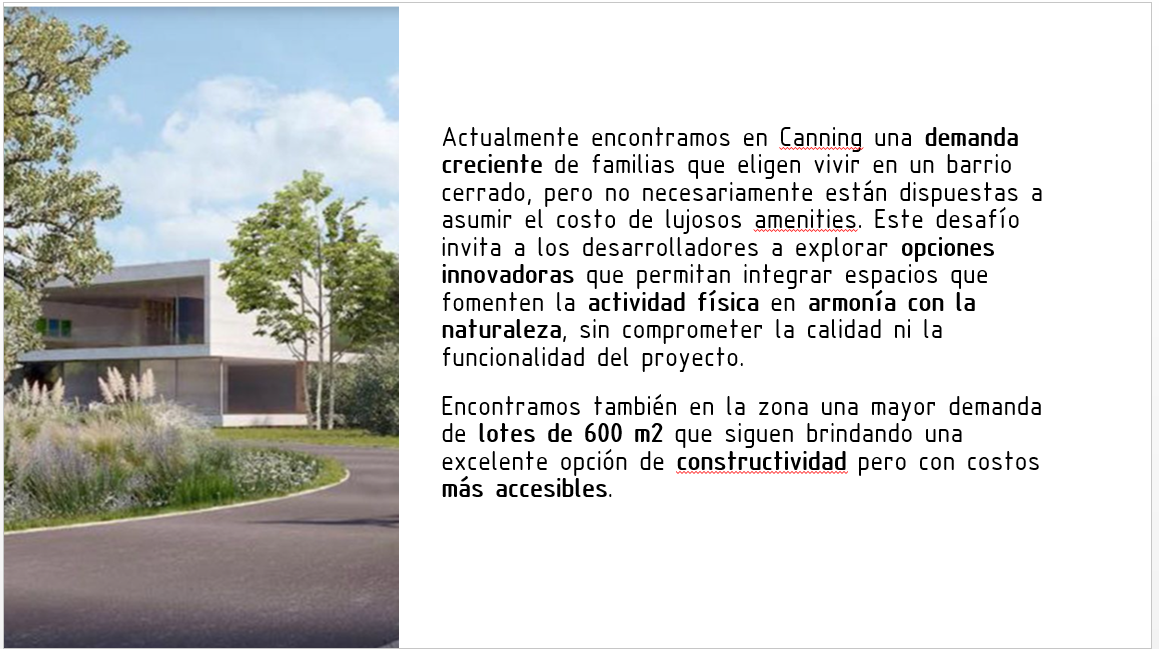 Actualmente encontramos en Canning una demanda
creciente de familias que eligen vivir en un barrio
cerrado, pero no necesariamente están dispuestas a
asumir el costo de lujosos amenities. Este desafío
invita a los desarrolladores a explorar opciones
innovadoras que permitan integrar espacios que
fomenten la actividad física en armonía con la
naturaleza, sin comprometer la calidad ni la
funcionalidad del proyecto.
Encontramos también en la zona una mayor demanda
de lotes de 600 m2 que siguen brindando una
excelente opción de constructividad pero con costos
más accesibles.